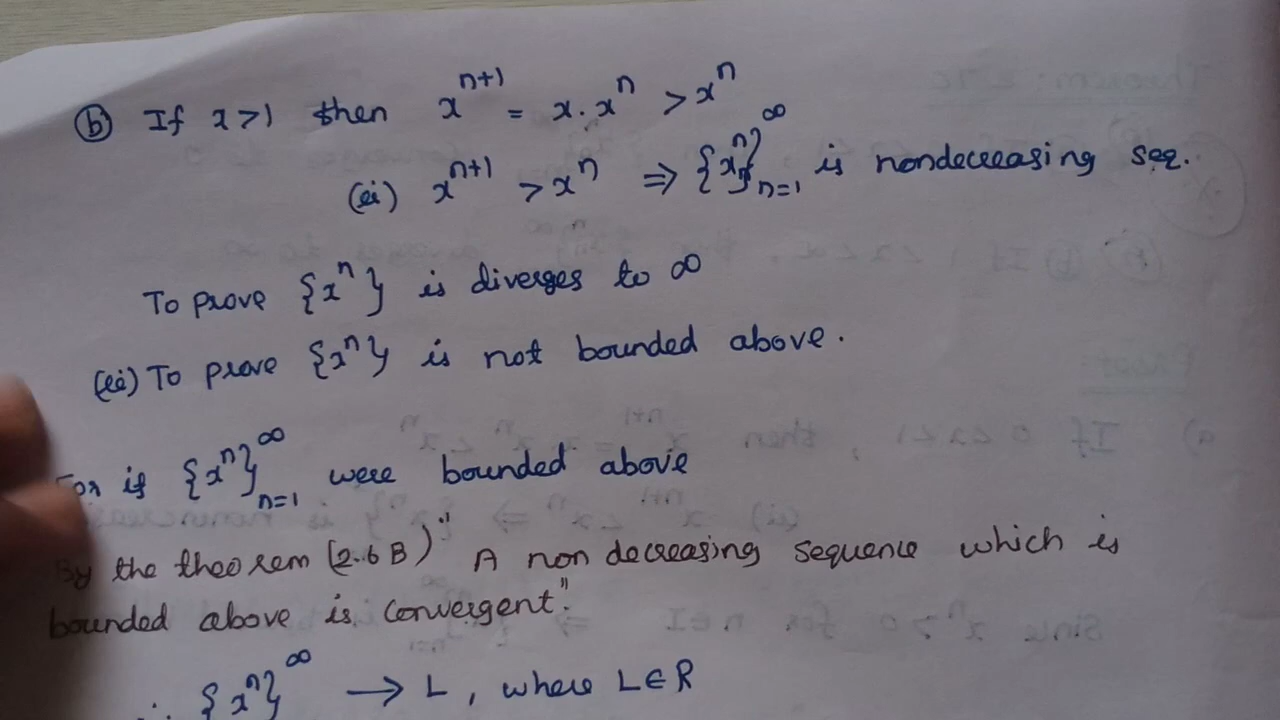 (b) If x>1 then x^{n+1} = x.x^n > x^n
(ie) x^{n+1} > x^n ⇒ {x^n}_{n=1}^∞ is nondecreasing seq.
To prove {x^n} is diverges to ∞
(ie) To prove {x^n} is not bounded above.
For if {x^n}_{n=1}^∞ were bounded above
By the theorem (2.6 B) "A non decreasing sequence which is
bounded above is convergent".
∴ {x^n}^∞ → L, where L∈R